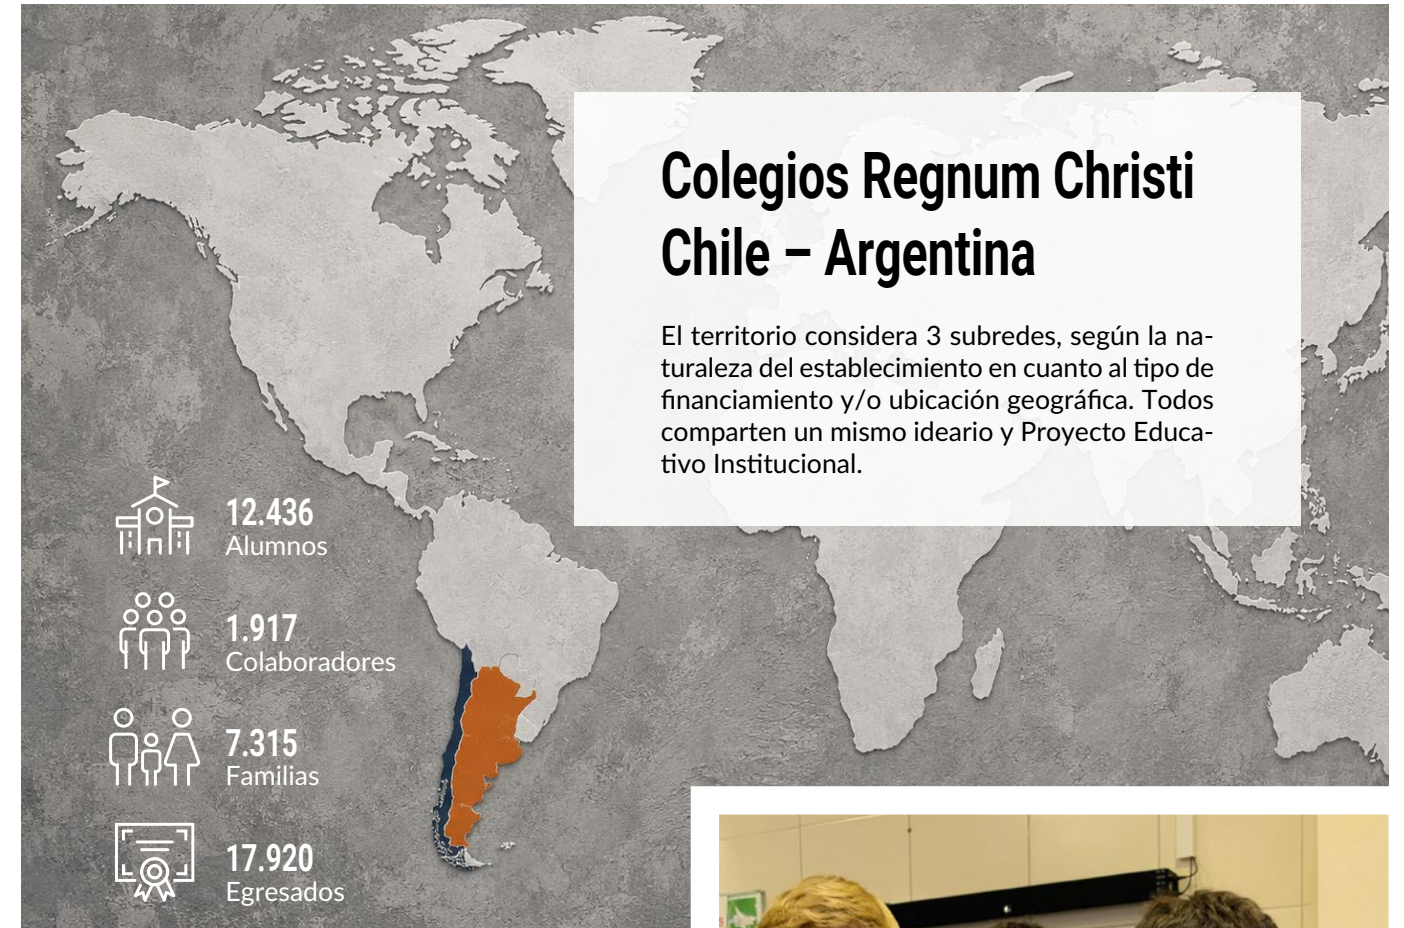 Colegios Regnum Christi
Chile – Argentina
El territorio considera 3 subredes, según la na-
turaleza del establecimiento en cuanto al tipo de
financiamiento y/o ubicación geográfica. Todos
comparten un mismo ideario y Proyecto Educa-
tivo Institucional.
12.436
Alumnos
1.917
Colaboradores
7.315
Familias
17.920
Egresados